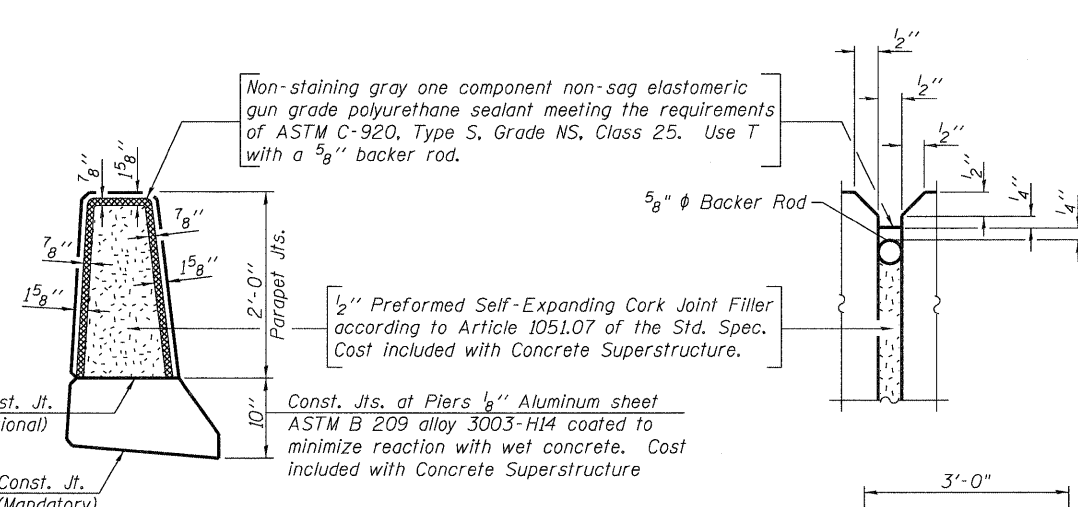 Non-staining gray one component non-sag elastomeric
gun grade polyurethane sealant meeting the requirements
of ASTM C-920, Type S, Grade NS, Class 25. Use T
with a 5/8" backer rod.
7/8"
1 5/8"
7/8"
7/8"
1 5/8"
1 5/8"
2'-0"
Parapet Jts.
10"
1/2"
1/2"
1/2"
1/2"
1/4"
1/4"
5/8" φ Backer Rod
1/2" Preformed Self-Expanding Cork Joint Filler
according to Article 1051.07 of the Std. Spec.
Cost included with Concrete Superstructure.
st. Jt.
ional)
Const. Jts. at Piers 1/8" Aluminum sheet
ASTM B 209 alloy 3003-H14 coated to
minimize reaction with wet concrete. Cost
included with Concrete Superstructure
Const. Jt.
(Mandatory)
3'-0"